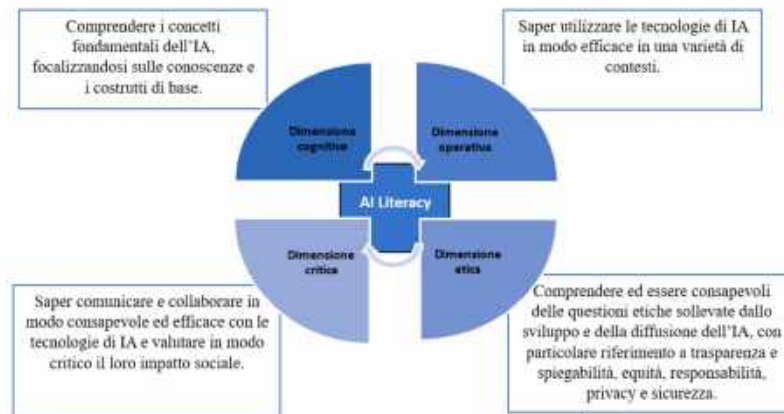 Comprendere i concetti
fondamentali dell'IA,
focalizzandosi sulle conoscenze e
i costrutti di base.
Saper utilizzare le tecnologie di IA
in modo efficace in una varietà di
contesti.
Dimensione
cognitiva
Dimensione
operativa
AI Literacy
Dimensione
critica
Dimensione
etica
Saper comunicare e collaborare in
modo consapevole ed efficace con le
tecnologie di IA e valutare in modo
critico il loro impatto sociale.
Comprendere ed essere consapevoli
delle questioni etiche sollevate dallo
sviluppo e della diffusione dell'IA, con
particolare riferimento a trasparenza e
spiegabilità, equità, responsabilità,
privacy e sicurezza.